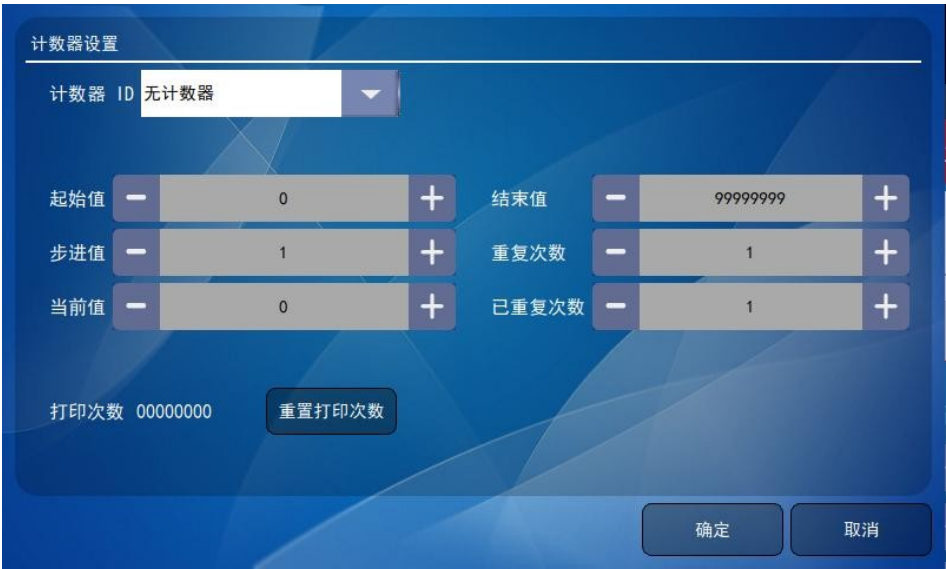 计数器设置
计数器 ID 无计数器
起始值 0 结束值 99999999
步进值 1 重复次数 1
当前值 0 已重复次数 1
打印次数 00000000 重置打印次数
确定 取消